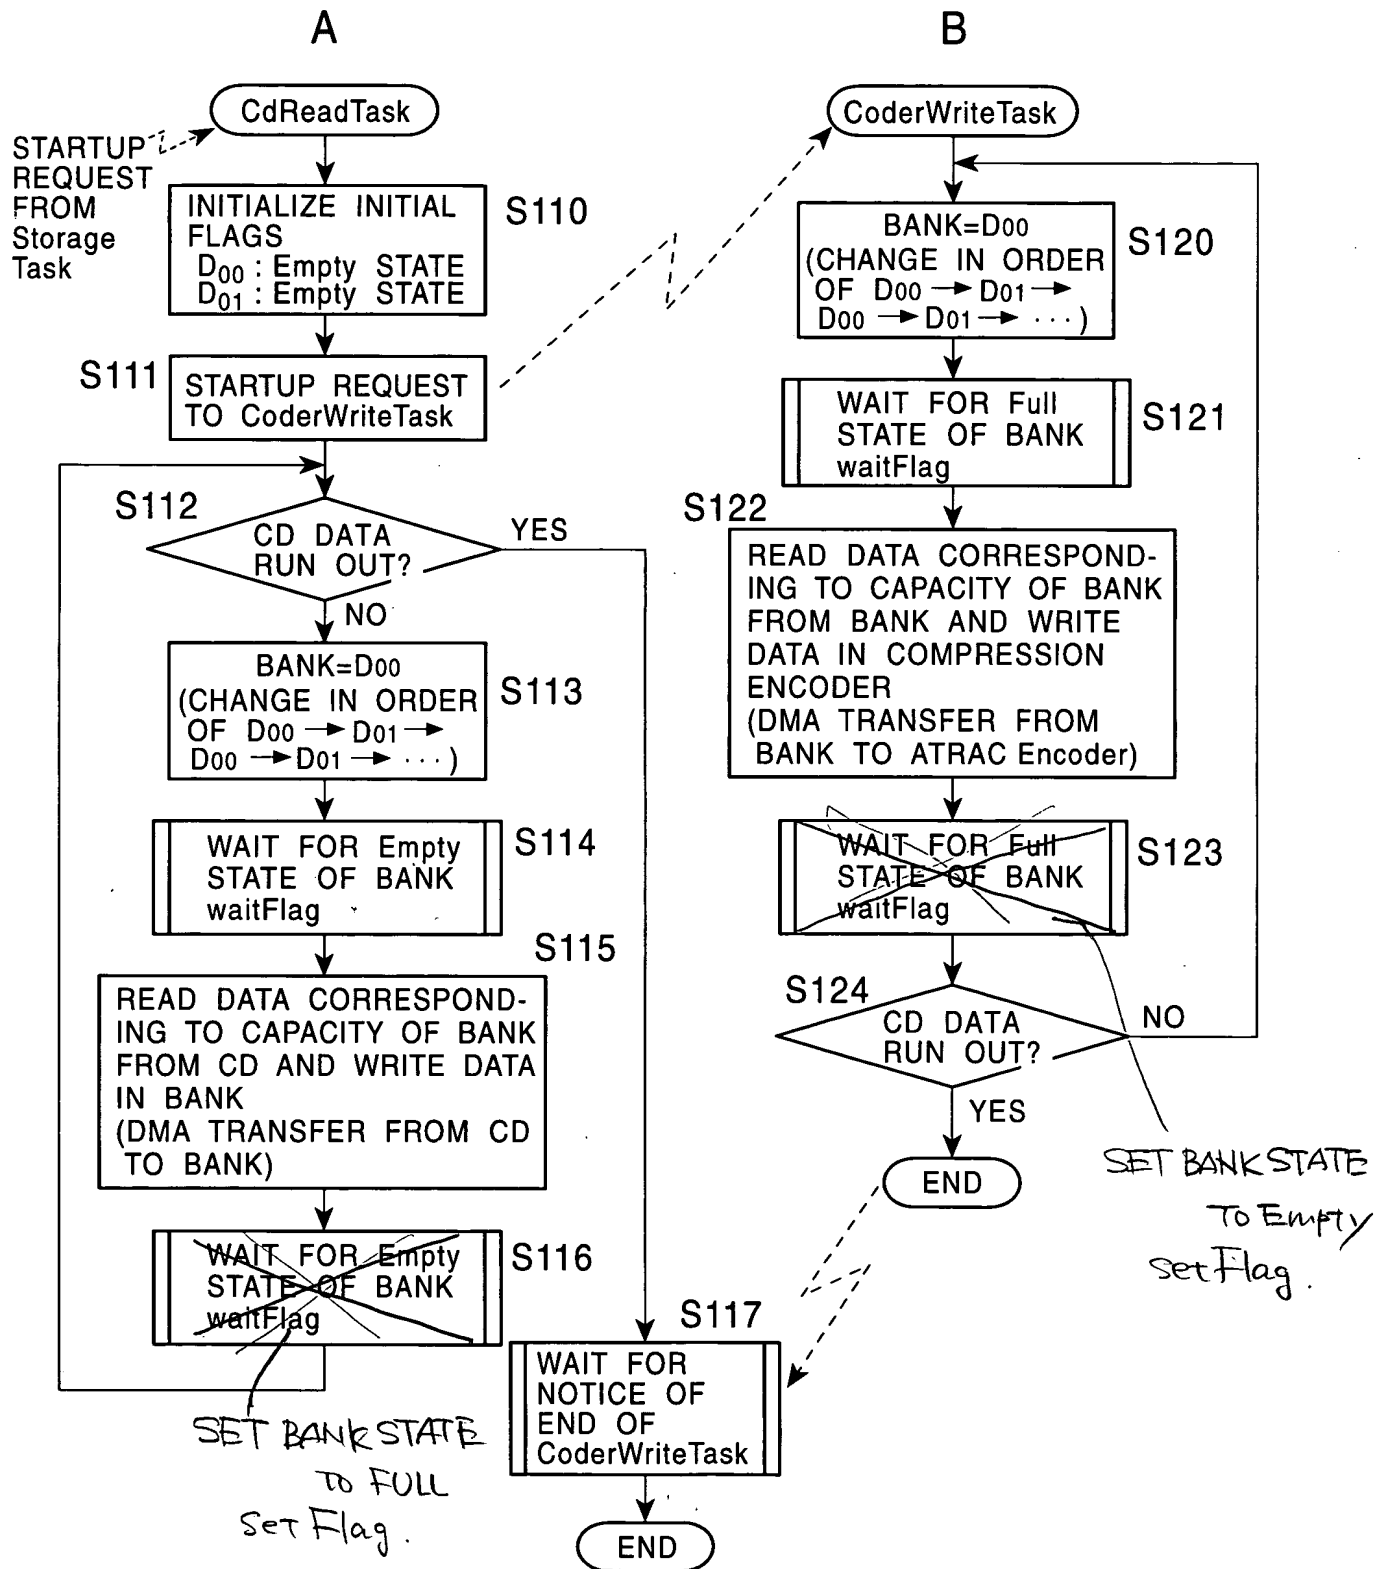 A
CdReadTask
STARTUP
REQUEST
FROM
Storage
Task
INITIALIZE INITIAL
FLAGS
D00 : Empty STATE
D01 : Empty STATE
S110
S111
STARTUP REQUEST
TO CoderWriteTask
S112
CD DATA
RUN OUT?
YES
NO
BANK=D00
(CHANGE IN ORDER
OF D00 → D01 →
D00 → D01 → ···)
S113
WAIT FOR Empty
STATE OF BANK
waitFlag
S114
S115
READ DATA CORRESPOND-
ING TO CAPACITY OF BANK
FROM CD AND WRITE DATA
IN BANK
(DMA TRANSFER FROM CD
TO BANK)
WAIT FOR Empty
STATE OF BANK
waitFlag
S116
SET BANK STATE
TO FULL
Set Flag.
S117
WAIT FOR
NOTICE OF
END OF
CoderWriteTask
END
B
CoderWriteTask
BANK=D00
(CHANGE IN ORDER
OF D00 → D01 →
D00 → D01 → ···)
S120
WAIT FOR Full
STATE OF BANK
waitFlag
S121
S122
READ DATA CORRESPOND-
ING TO CAPACITY OF BANK
FROM BANK AND WRITE
DATA IN COMPRESSION
ENCODER
(DMA TRANSFER FROM
BANK TO ATRAC Encoder)
WAIT FOR Full
STATE OF BANK
waitFlag
S123
S124
CD DATA
RUN OUT?
NO
YES
END
SET BANK STATE
To Empty
set Flag.